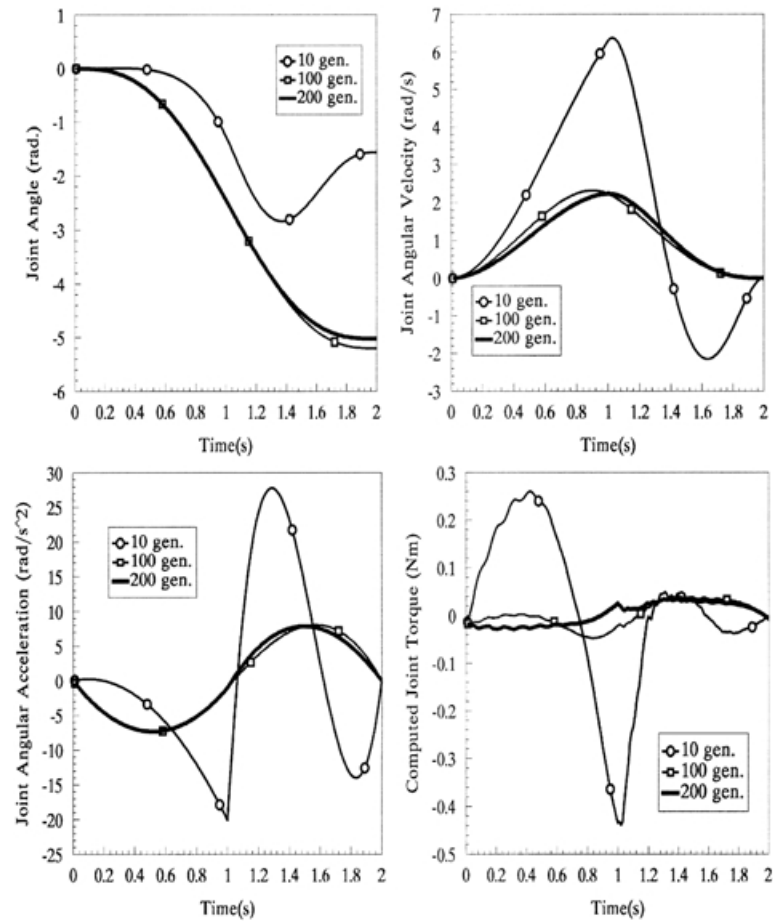 1
0
-1
-2
-3
-4
-5
-6
Joint Angle (rad.)
10 gen.
100 gen.
200 gen.
0 0.2 0.4 0.6 0.8 1 1.2 1.4 1.6 1.8 2
Time(s)
7
6
5
4
3
2
1
0
-1
-2
-3
Joint Angular Velocity (rad/s)
10 gen.
100 gen.
200 gen.
0 0.2 0.4 0.6 0.8 1 1.2 1.4 1.6 1.8 2
Time(s)
30
25
20
15
10
5
0
-5
-10
-15
-20
-25
Joint Angular Acceleration (rad/s^2)
10 gen.
100 gen.
200 gen.
0 0.2 0.4 0.6 0.8 1 1.2 1.4 1.6 1.8 2
Time(s)
0.3
0.2
0.1
0
-0.1
-0.2
-0.3
-0.4
-0.5
Computed Joint Torque (Nm)
10 gen.
100 gen.
200 gen.
0 0.2 0.4 0.6 0.8 1 1.2 1.4 1.6 1.8 2
Time(s)